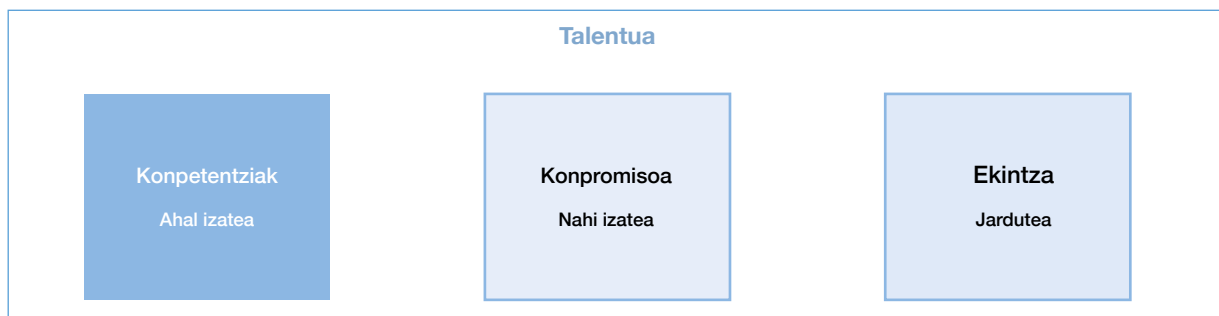 Talentua
Konpetentziak
Ahal izatea
Konpromisoa
Nahi izatea
Ekintza
Jardutea